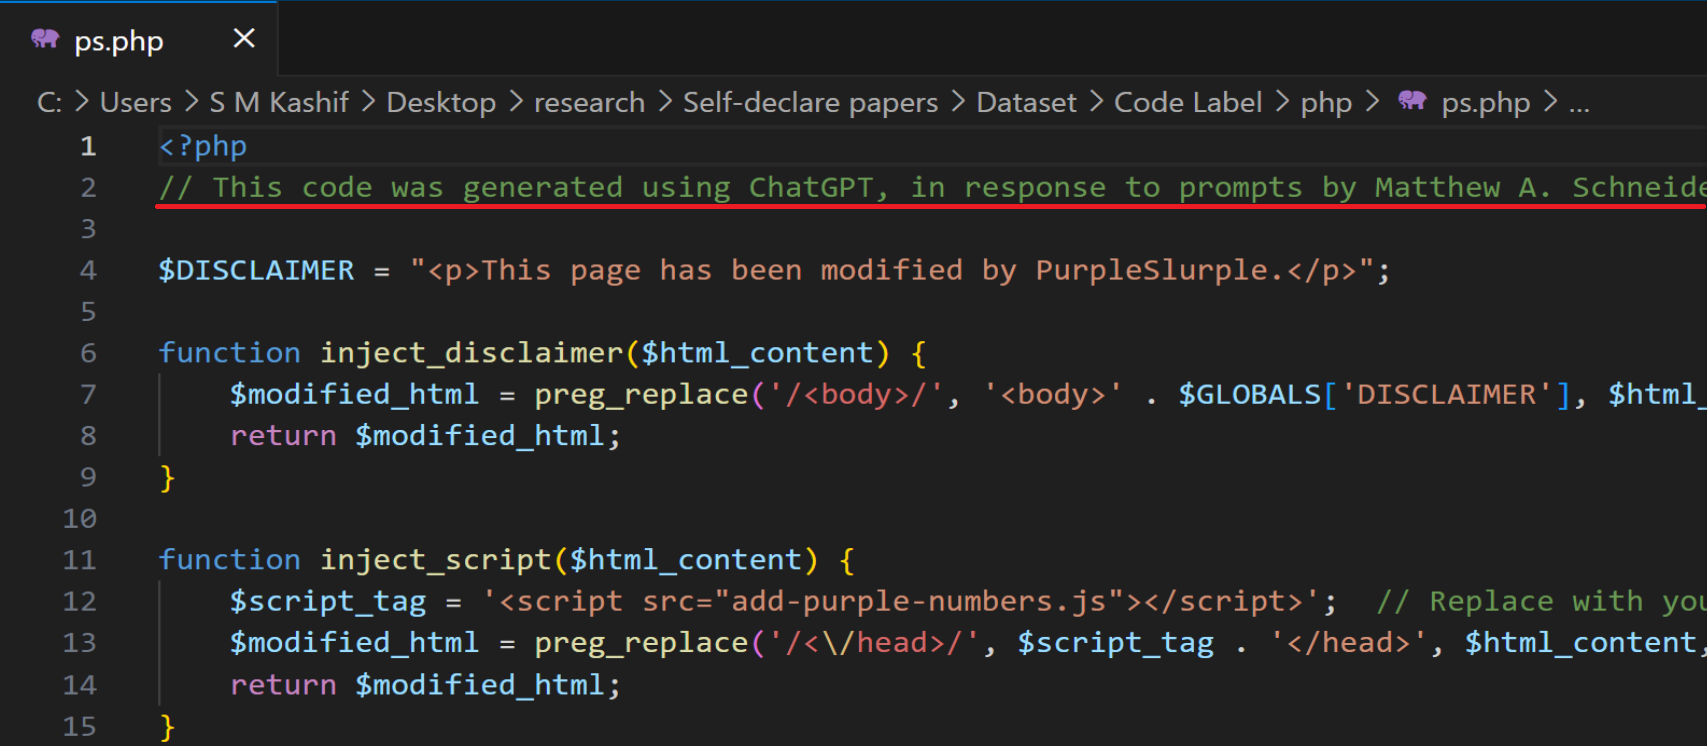 ps.php
C: > Users > S M Kashif > Desktop > research > Self-declare papers > Dataset > Code Label > php > ps.php > ...
1 <?php
2 // This code was generated using ChatGPT, in response to prompts by Matthew A. Schneide
3
4 $DISCLAIMER = "<p>This page has been modified by PurpleSlurple.</p>";
5
6 function inject_disclaimer($html_content) {
7 $modified_html = preg_replace('/<body>/', '<body>' . $GLOBALS['DISCLAIMER'], $html_
8 return $modified_html;
9 }
10
11 function inject_script($html_content) {
12 $script_tag = '<script src="add-purple-numbers.js"></script>'; // Replace with you
13 $modified_html = preg_replace('/<\/head>/', $script_tag . '</head>', $html_content,
14 return $modified_html;
15 }